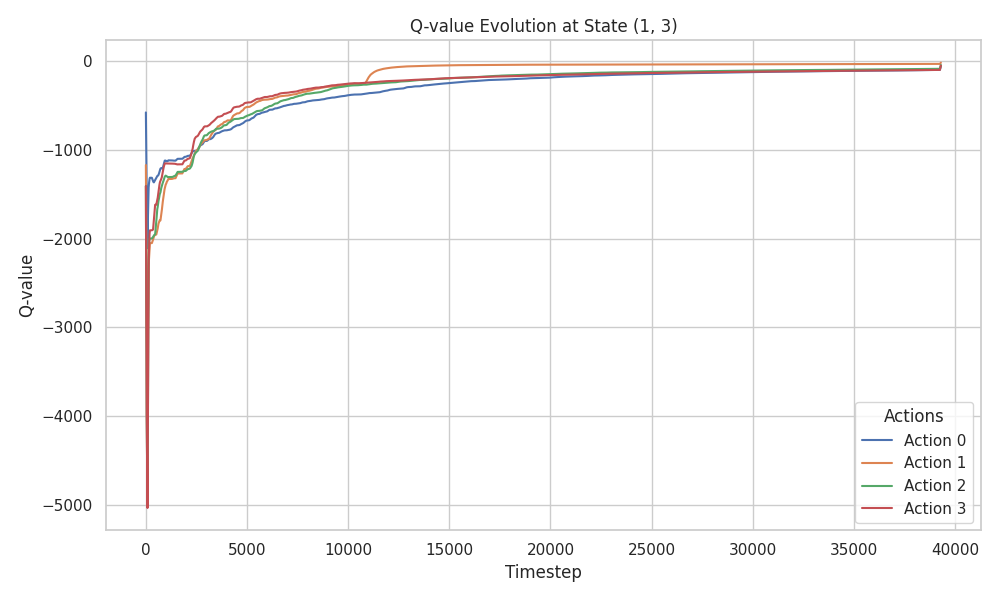 Q-value Evolution at State (1, 3)
Q-value
0
−1000
−2000
−3000
−4000
−5000
0
5000
10000
15000
20000
25000
30000
35000
40000
Timestep
Actions
Action 0
Action 1
Action 2
Action 3